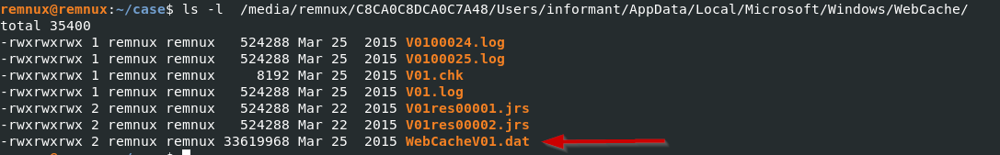 remnux@remnux:~/case$ ls -l  /media/remnux/C8CA0C8DCA0C7A48/Users/informant/AppData/Local/Microsoft/Windows/WebCache/
total 35400
-rwxrwxrwx 1 remnux remnux   524288 Mar 25  2015 V0100024.log
-rwxrwxrwx 1 remnux remnux   524288 Mar 25  2015 V0100025.log
-rwxrwxrwx 1 remnux remnux     8192 Mar 25  2015 V01.chk
-rwxrwxrwx 1 remnux remnux   524288 Mar 25  2015 V01.log
-rwxrwxrwx 2 remnux remnux   524288 Mar 22  2015 V01res00001.jrs
-rwxrwxrwx 2 remnux remnux   524288 Mar 22  2015 V01res00002.jrs
-rwxrwxrwx 2 remnux remnux 33619968 Mar 25  2015 WebCacheV01.dat